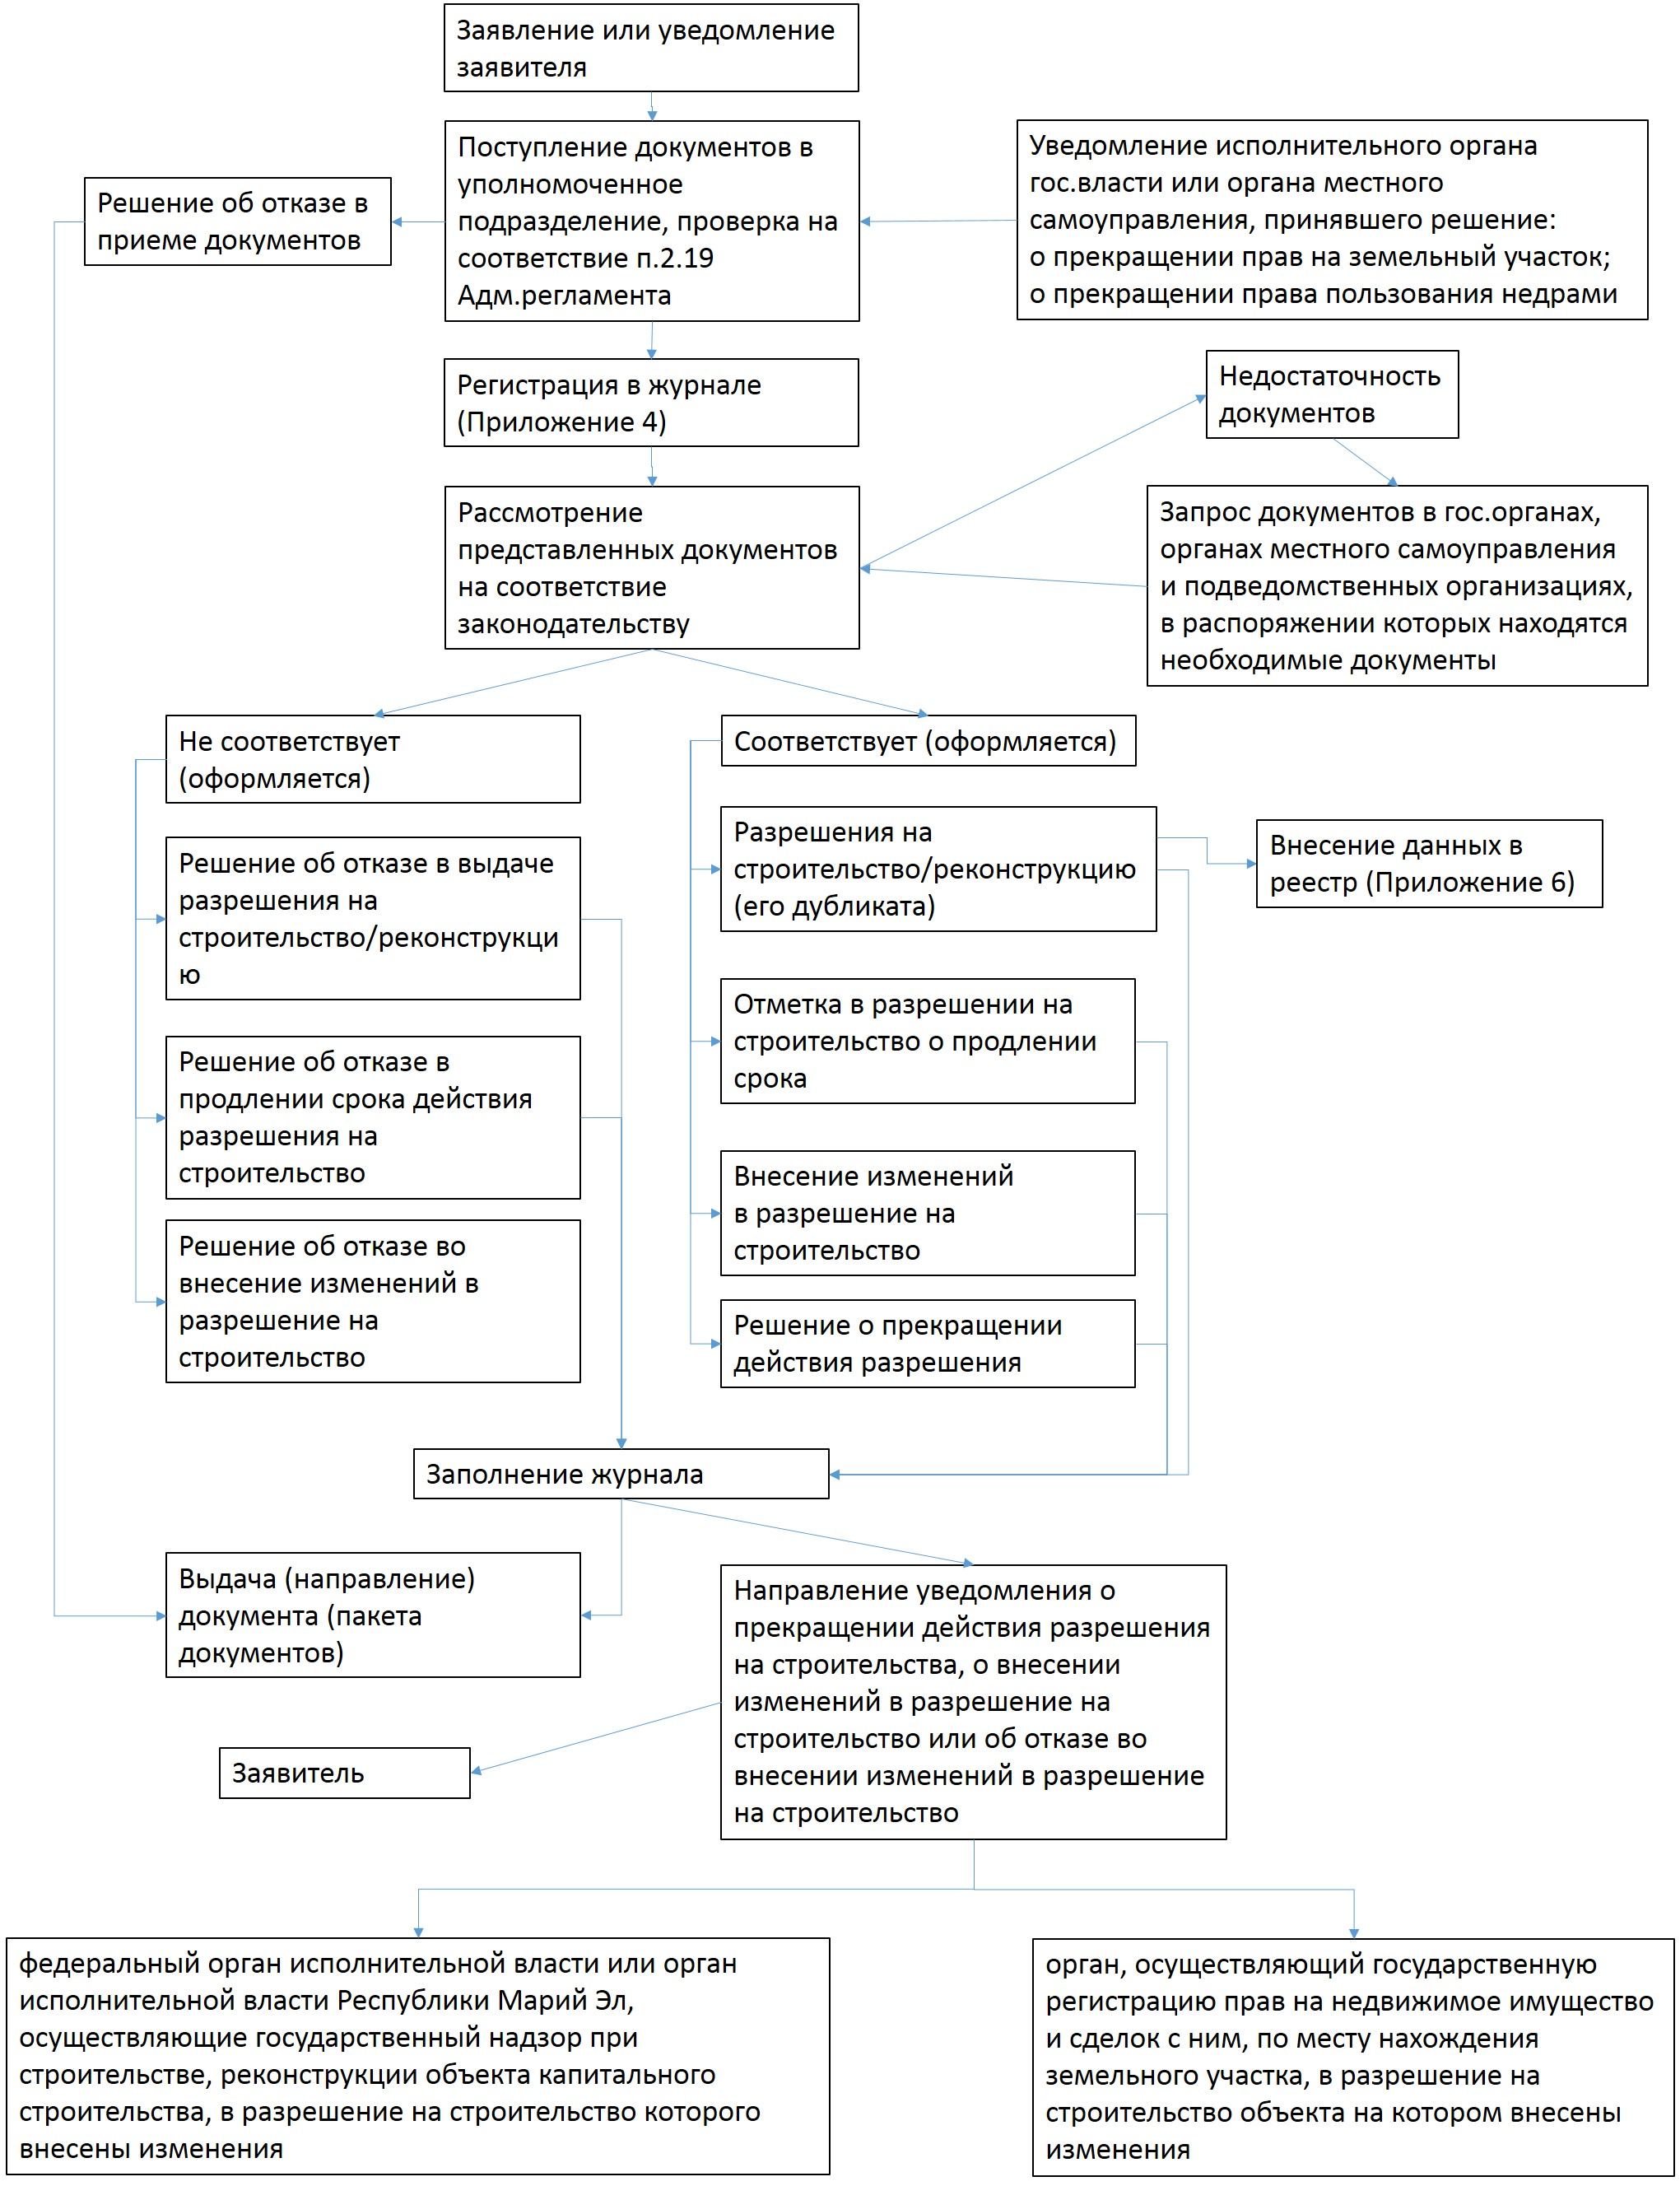 Заявление или уведомление
заявителя
Поступление документов в
уполномоченное
подразделение, проверка на
соответствие п.2.19
Адм.регламента
Решение об отказе в
приеме документов
Уведомление исполнительного органа
гос.власти или органа местного
самоуправления, принявшего решение:
о прекращении прав на земельный участок;
о прекращении права пользования недрами
Регистрация в журнале
(Приложение 4)
Недостаточность
документов
Рассмотрение
представленных документов
на соответствие
законодательству
Запрос документов в гос.органах,
органах местного самоуправления
и подведомственных организациях,
в распоряжении которых находятся
необходимые документы
Не соответствует
(оформляется)
Соответствует (оформляется)
Решение об отказе в выдаче
разрешения на
строительство/реконструкци
ю
Разрешения на
строительство/реконструкцию
(его дубликата)
Внесение данных в
реестр (Приложение 6)
Решение об отказе в
продлении срока действия
разрешения на
строительство
Отметка в разрешении на
строительство о продлении
срока
Решение об отказе во
внесение изменений в
разрешение на
строительство
Внесение изменений
в разрешение на
строительство
Решение о прекращении
действия разрешения
Заполнение журнала
Выдача (направление)
документа (пакета
документов)
Направление уведомления о
прекращении действия разрешения
на строительства, о внесении
изменений в разрешение на
строительство или об отказе во
внесении изменений в разрешение
на строительство
Заявитель
федеральный орган исполнительной власти или орган
исполнительной власти Республики Марий Эл,
осуществляющие государственный надзор при
строительстве, реконструкции объекта капитального
строительства, в разрешение на строительство которого
внесены изменения
орган, осуществляющий государственную
регистрацию прав на недвижимое имущество
и сделок с ним, по месту нахождения
земельного участка, в разрешение на
строительство объекта на котором внесены
изменения